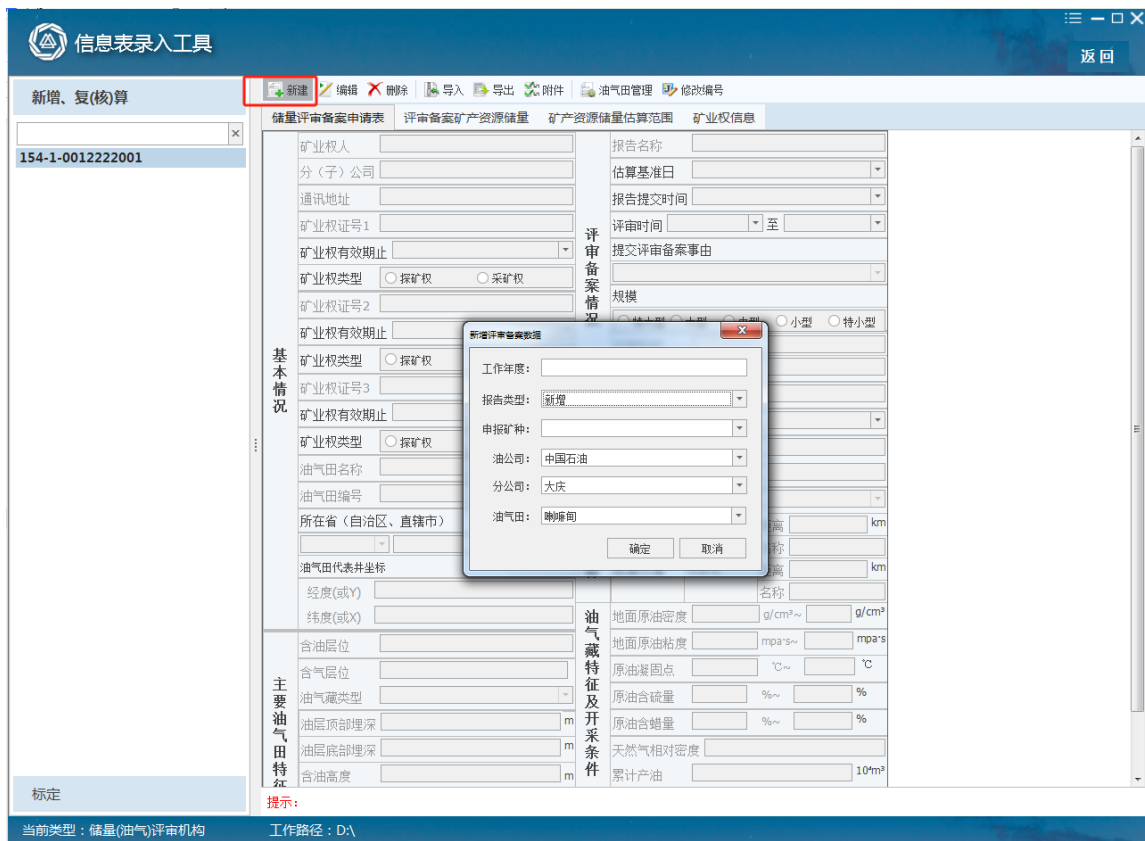 信息表录入工具
返回
新增、复(核)算
154-1-0012222001
标定
新建 编辑 删除 导入 导出 附件 油气田管理 修改编号
储量评审备案申请表 评审备案矿产资源储量 矿产资源储量估算范围 矿业权信息
基本情况
矿业权人
分（子）公司
通讯地址
矿业权证号1
矿业权有效期止
矿业权类型 探矿权 采矿权
矿业权证号2
矿业权有效期止
矿业权类型 探矿权
矿业权证号3
矿业权有效期止
矿业权类型 探矿权
油气田名称
油气田编号
所在省（自治区、直辖市）
油气田代表井坐标
经度(或Y)
纬度(或X)
主要油气田特征
含油层位
含气层位
油气藏类型
油层顶部埋深 m
油层底部埋深 m
含油高度 m
评审备案情况
报告名称
估算基准日
报告提交时间
评审时间 至
提交评审备案事由
规模
特大型 大型 中型 小型 特小型
新增评审备案数据
工作年度：
报告类型： 新增
申报矿种：
油公司： 中国石油
分公司： 大庆
油气田： 喇嘛甸
确定 取消
距离 km
名称
距离 km
名称
油气藏特征及开采条件
地面原油密度 g/cm³~ g/cm³
地面原油粘度 mpa·s~ mpa·s
原油凝固点 ℃~ ℃
原油含硫量 %~ %
原油含蜡量 %~ %
天然气相对密度
累计产油 10⁴m³
提示：
当前类型：储量(油气)评审机构 工作路径：D:\